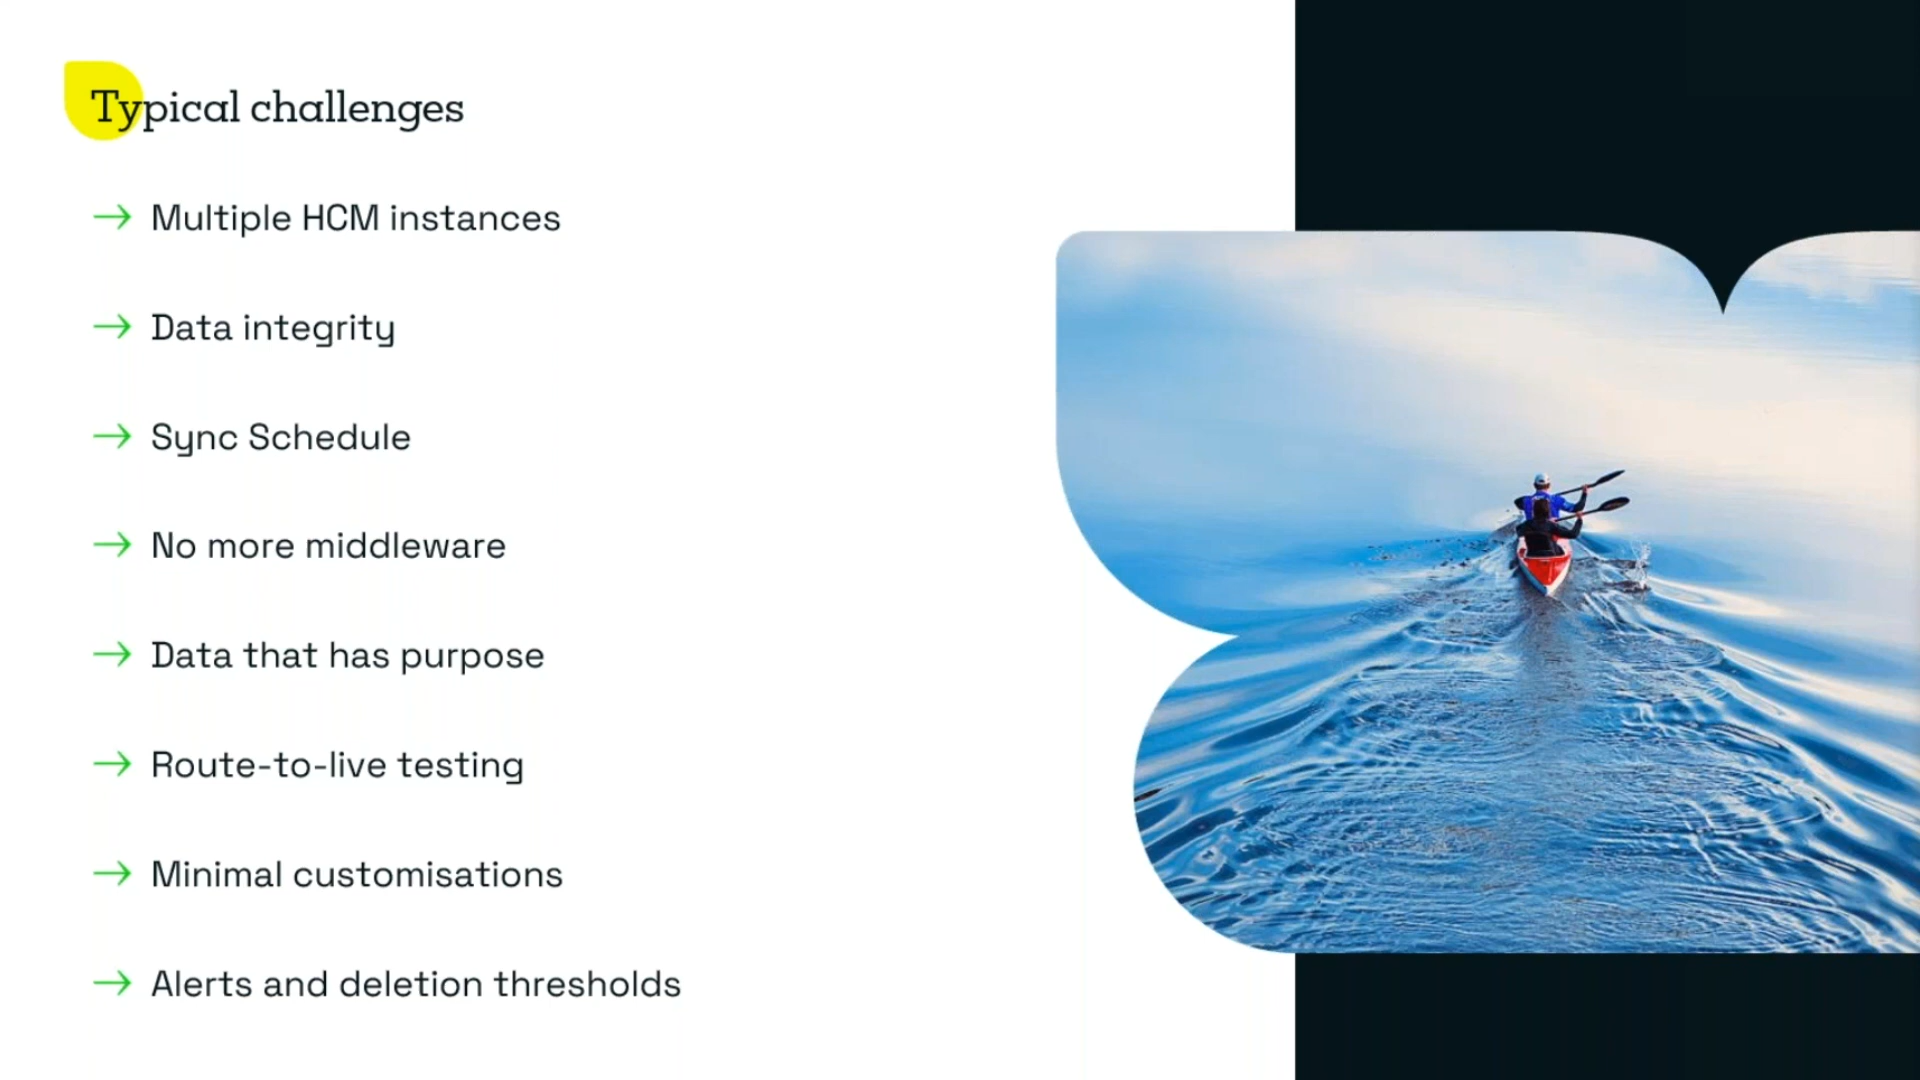 Typical challenges
→ Multiple HCM instances
→ Data integrity
→ Sync Schedule
→ No more middleware
→ Data that has purpose
→ Route-to-live testing
→ Minimal customisations
→ Alerts and deletion thresholds